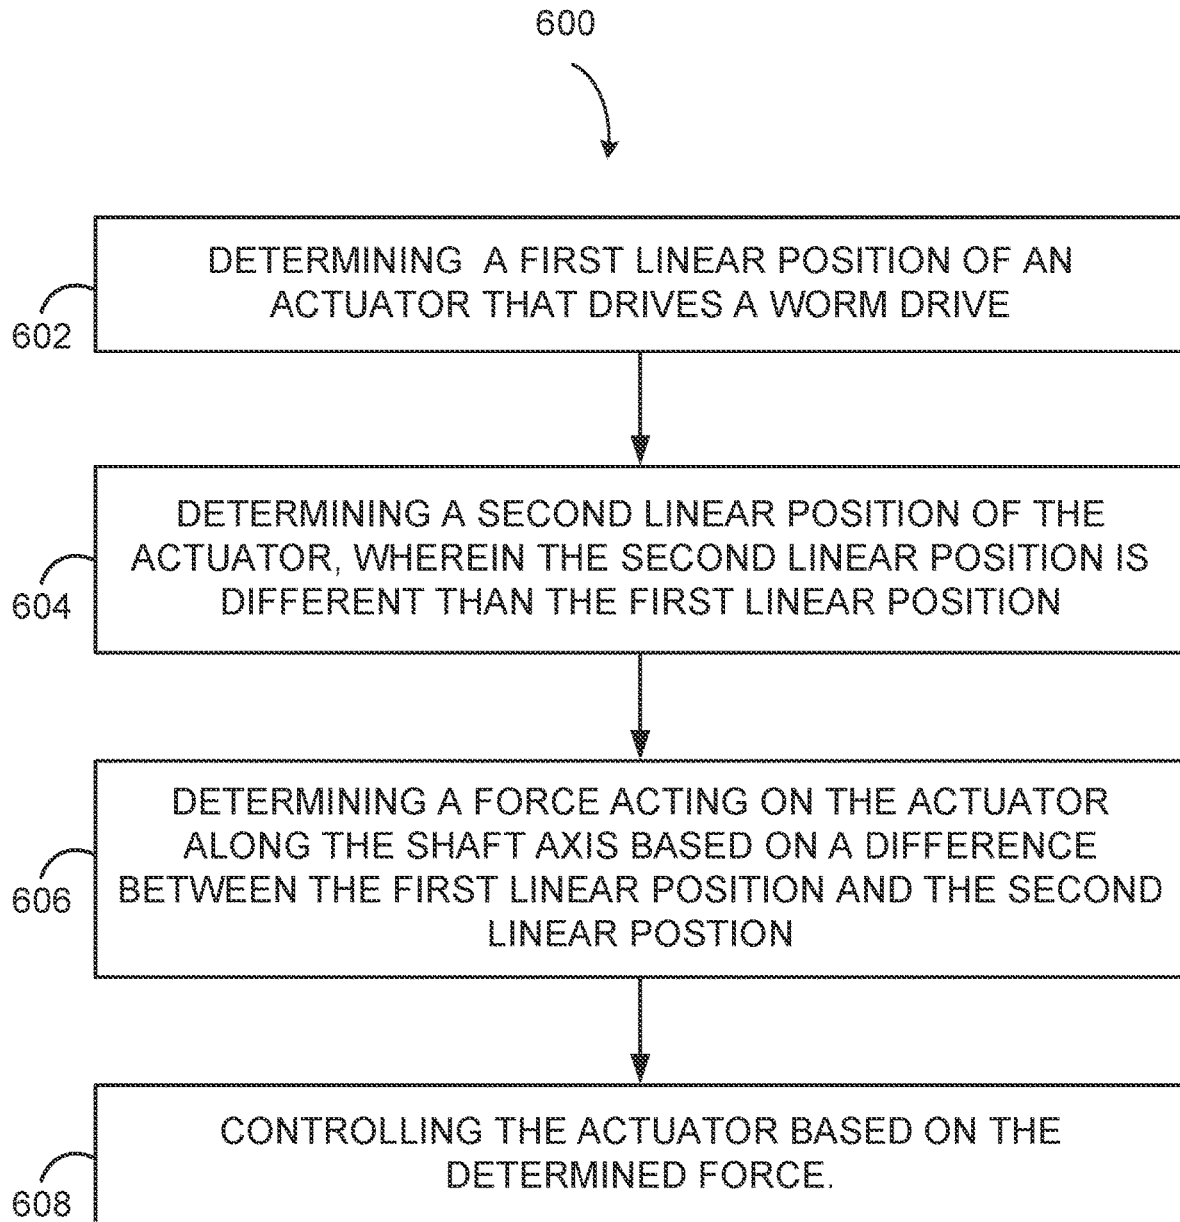 600
DETERMINING A FIRST LINEAR POSITION OF AN
ACTUATOR THAT DRIVES A WORM DRIVE
602
DETERMINING A SECOND LINEAR POSITION OF THE
ACTUATOR, WHEREIN THE SECOND LINEAR POSITION IS
DIFFERENT THAN THE FIRST LINEAR POSITION
604
DETERMINING A FORCE ACTING ON THE ACTUATOR
ALONG THE SHAFT AXIS BASED ON A DIFFERENCE
BETWEEN THE FIRST LINEAR POSITION AND THE SECOND
LINEAR POSTION
606
CONTROLLING THE ACTUATOR BASED ON THE
DETERMINED FORCE.
608